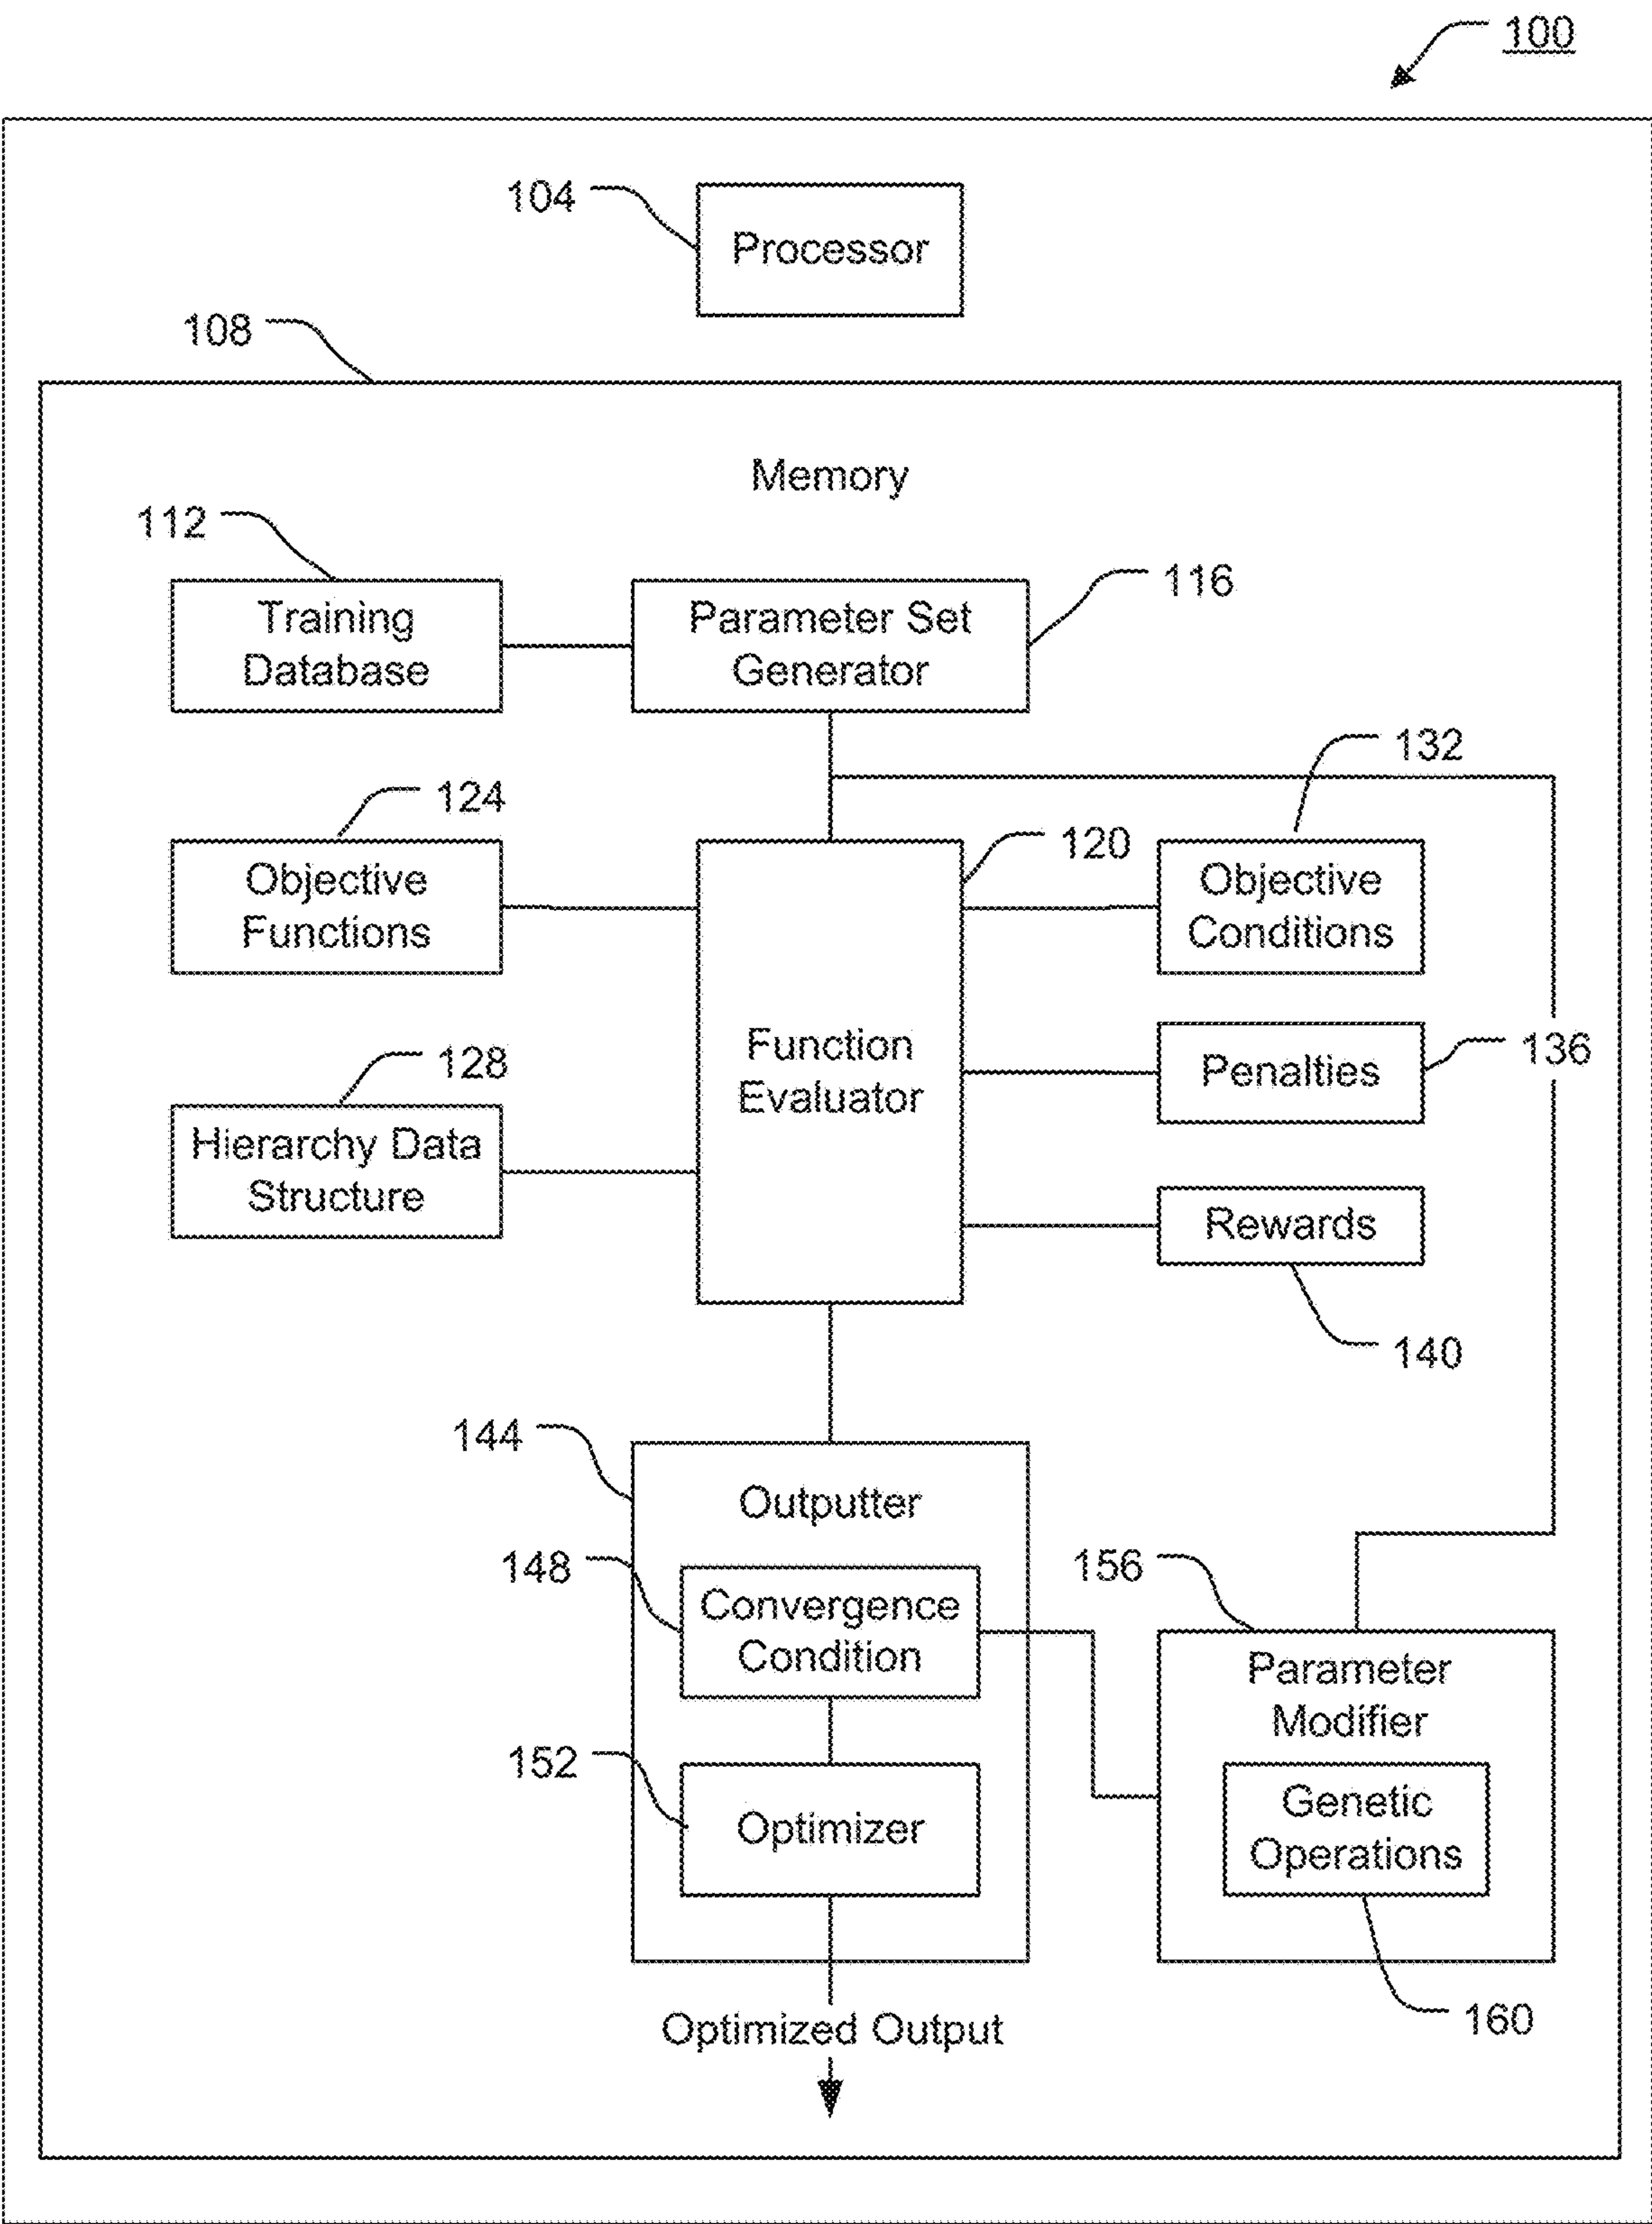 100
104
Processor
108
Memory
112
Training
Database
Parameter Set
Generator
116
124
Objective
Functions
120
132
Objective
Conditions
128
Hierarchy Data
Structure
Function
Evaluator
Penalties
136
Rewards
140
144
Outputter
148
Convergence
Condition
152
Optimizer
156
Parameter
Modifier
Genetic
Operations
160
Optimized Output